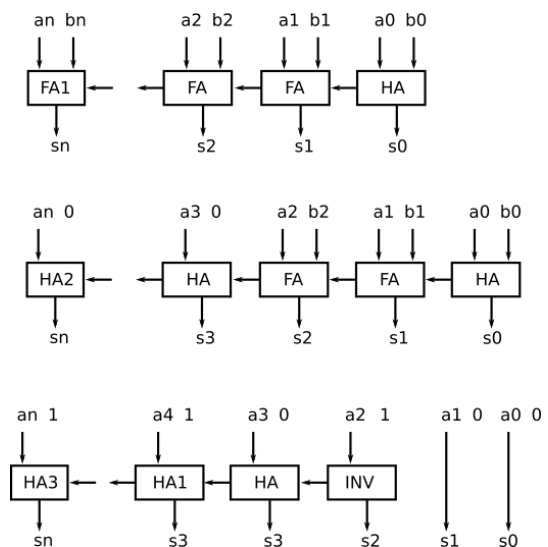 an bn a2 b2 a1 b1 a0 b0
FA1 FA FA HA
sn s2 s1 s0
an 0 a3 0 a2 b2 a1 b1 a0 b0
HA2 HA FA FA HA
sn s3 s2 s1 s0
an 1 a4 1 a3 0 a2 1 a1 0 a0 0
HA3 HA1 HA INV
sn s3 s3 s2 s1 s0